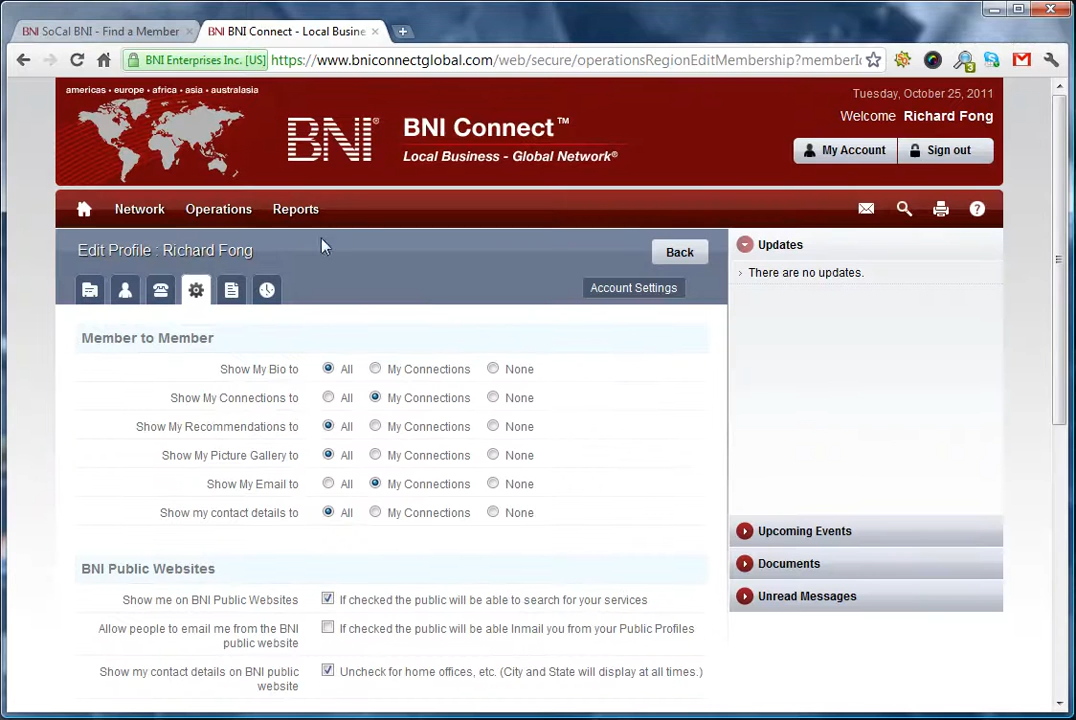 SoCal BNI - Find a Member
BNI Connect - Local Busine
BNI Enterprises Inc. [US]
https://www.bniconnectglobal.com/web/secure/operationsRegionEditMembership?memberI
3
americas - europe - africa - asia - australasia
BNI®
BNI Connect™
Local Business - Global Network®
Tuesday, October 25, 2011
Welcome Richard Fong
My Account
Sign out
Network
Operations
Reports
Edit Profile : Richard Fong
Back
Account Settings
Updates
There are no updates.
Member to Member
Show My Bio to All My Connections None
Show My Connections to All My Connections None
Show My Recommendations to All My Connections None
Show My Picture Gallery to All My Connections None
Show My Email to All My Connections None
Show my contact details to All My Connections None
Upcoming Events
Documents
Unread Messages
BNI Public Websites
Show me on BNI Public Websites If checked the public will be able to search for your services
Allow people to email me from the BNI public website If checked the public will be able Inmail you from your Public Profiles
Show my contact details on BNI public website Uncheck for home offices, etc. (City and State will display at all times.)